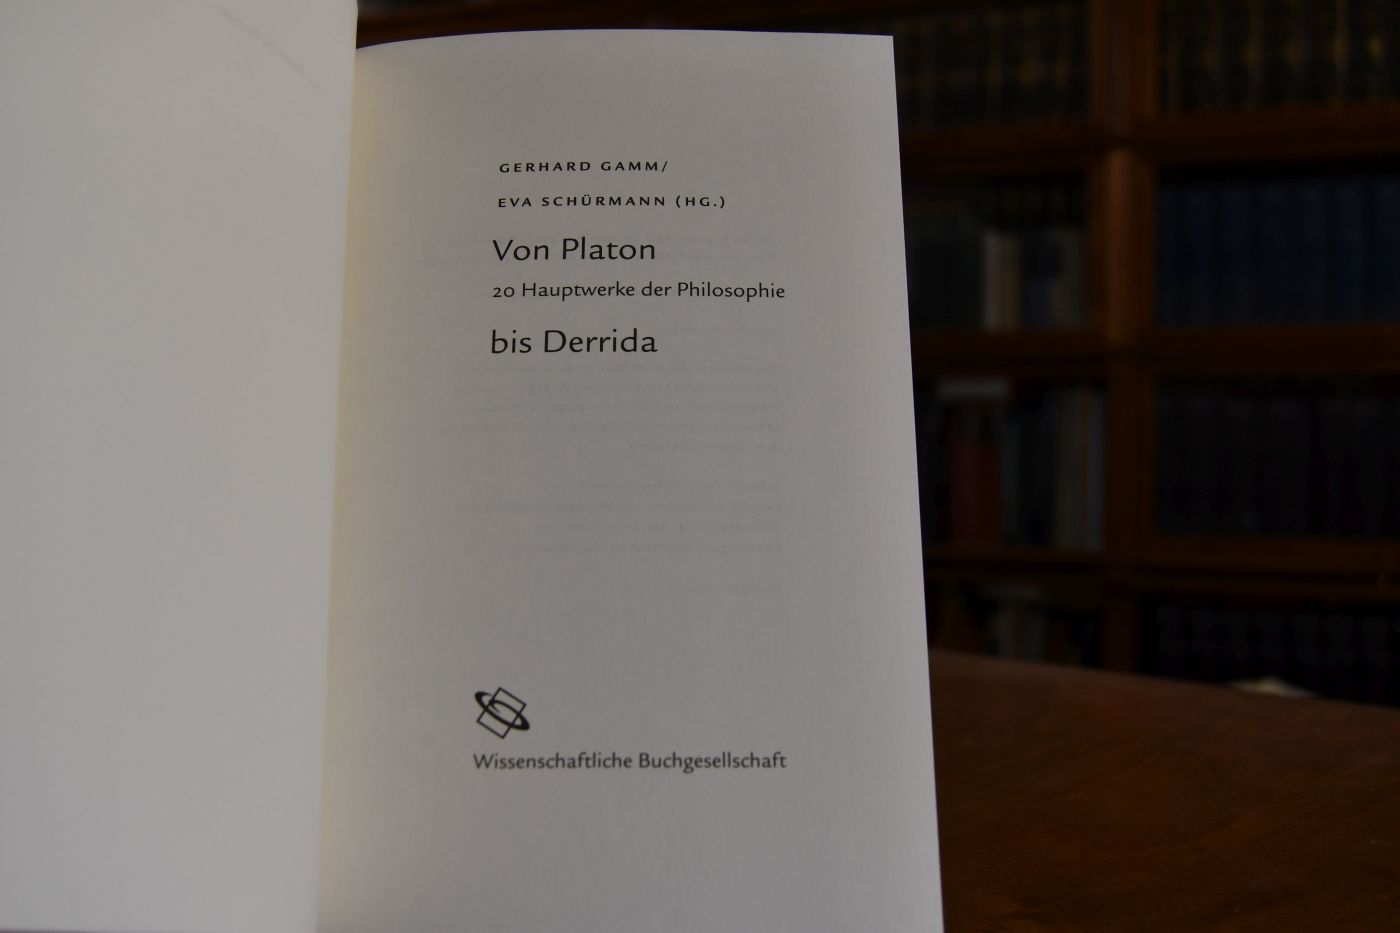 GERHARD GAMM/
EVA SCHÜRMANN (HG.)
Von Platon
20 Hauptwerke der Philosophie
bis Derrida
Wissenschaftliche Buchgesellschaft